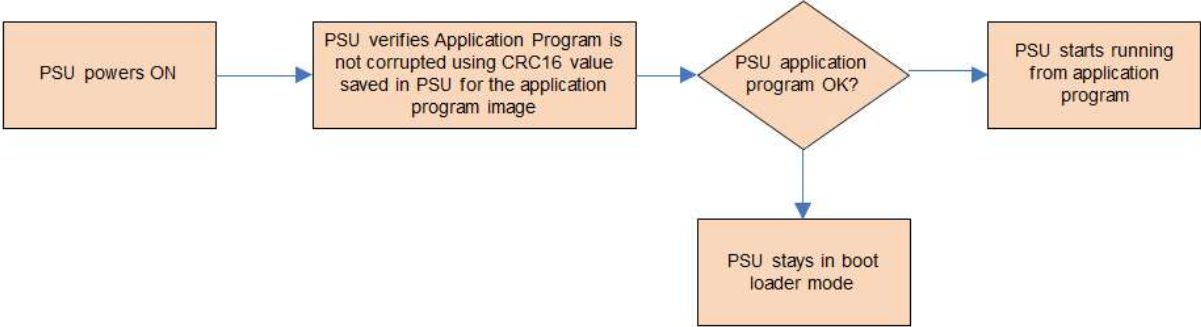 PSU powers ON
PSU verifies Application Program is
not corrupted using CRC16 value
saved in PSU for the application
program image
PSU application
program OK?
PSU starts running
from application
program
PSU stays in boot
loader mode